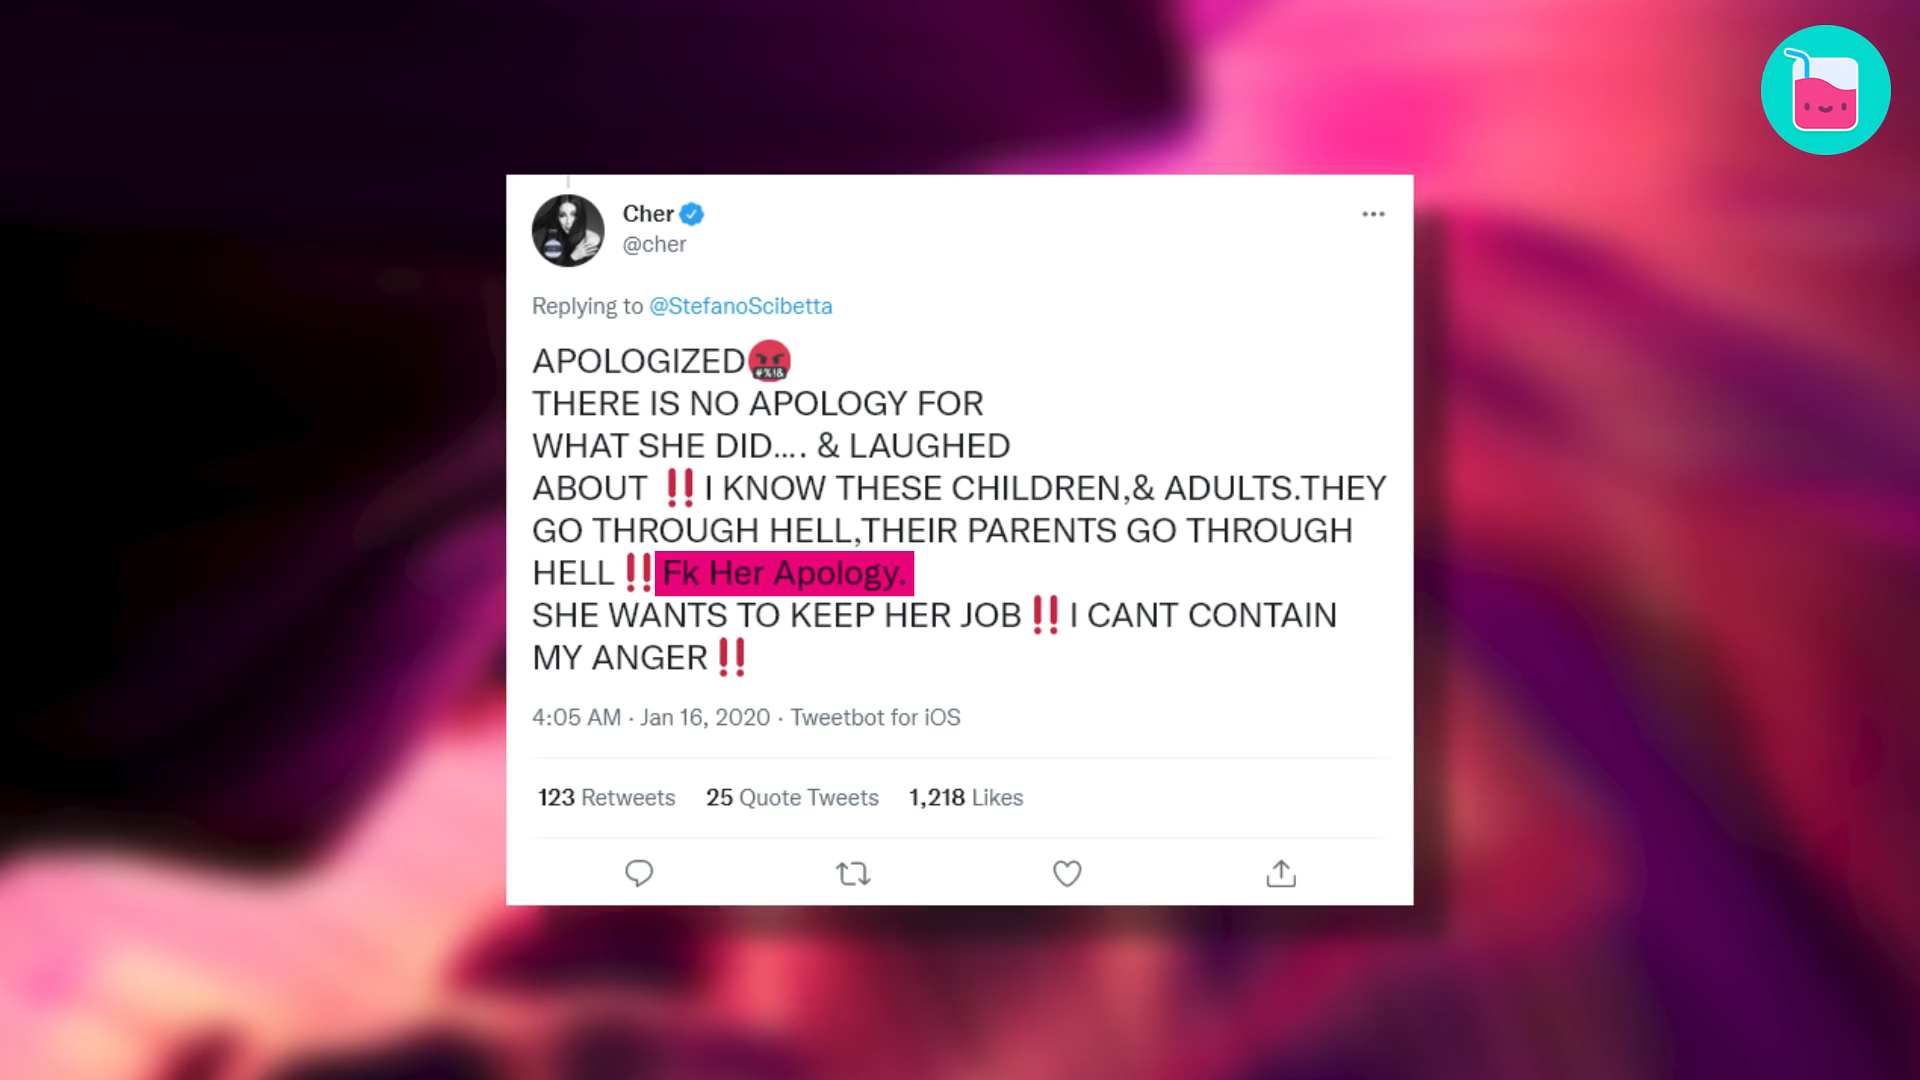 Cher
@cher
Replying to @StefanoScibetta
APOLOGIZED🤬
THERE IS NO APOLOGY FOR
WHAT SHE DID.... & LAUGHED
ABOUT ‼️I KNOW THESE CHILDREN,& ADULTS.THEY
GO THROUGH HELL,THEIR PARENTS GO THROUGH
HELL‼️Fk Her Apology.
SHE WANTS TO KEEP HER JOB‼️I CANT CONTAIN
MY ANGER‼️
4:05 AM · Jan 16, 2020 · Tweetbot for iOS
123 Retweets 25 Quote Tweets 1,218 Likes